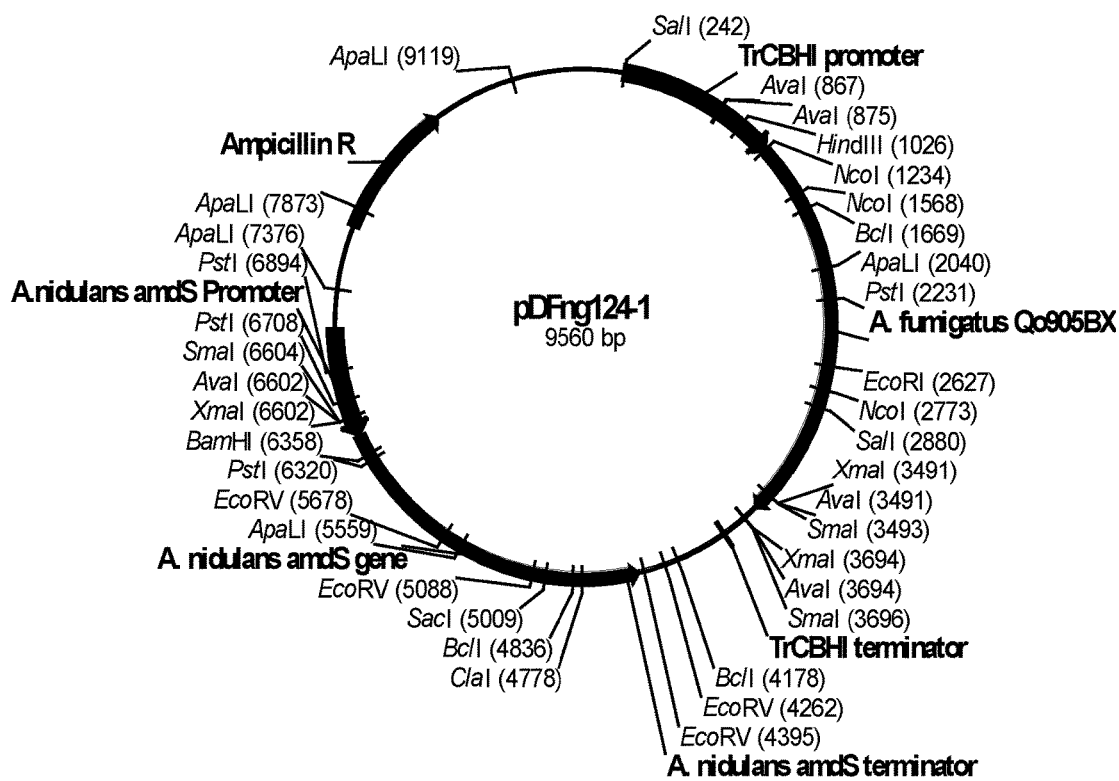 SalI (242)
TrCBHI promoter
AvaI (867)
AvaI (875)
HindIII (1026)
NcoI (1234)
NcoI (1568)
BclI (1669)
ApaLI (2040)
PstI (2231)
A. fumigatus Qo905BX
EcoRI (2627)
NcoI (2773)
SalI (2880)
XmaI (3491)
AvaI (3491)
SmaI (3493)
XmaI (3694)
AvaI (3694)
SmaI (3696)
TrCBHI terminator
BclI (4178)
EcoRV (4262)
EcoRV (4395)
A. nidulans amdS terminator
ClaI (4778)
BclI (4836)
SacI (5009)
EcoRV (5088)
A. nidulans amdS gene
ApaLI (5559)
EcoRV (5678)
PstI (6320)
BamHI (6358)
XmaI (6602)
AvaI (6602)
SmaI (6604)
PstI (6708)
A.nidulans amdS Promoter
PstI (6894)
ApaLI (7376)
ApaLI (7873)
Ampicillin R
ApaLI (9119)
pDFng124-1
9560 bp